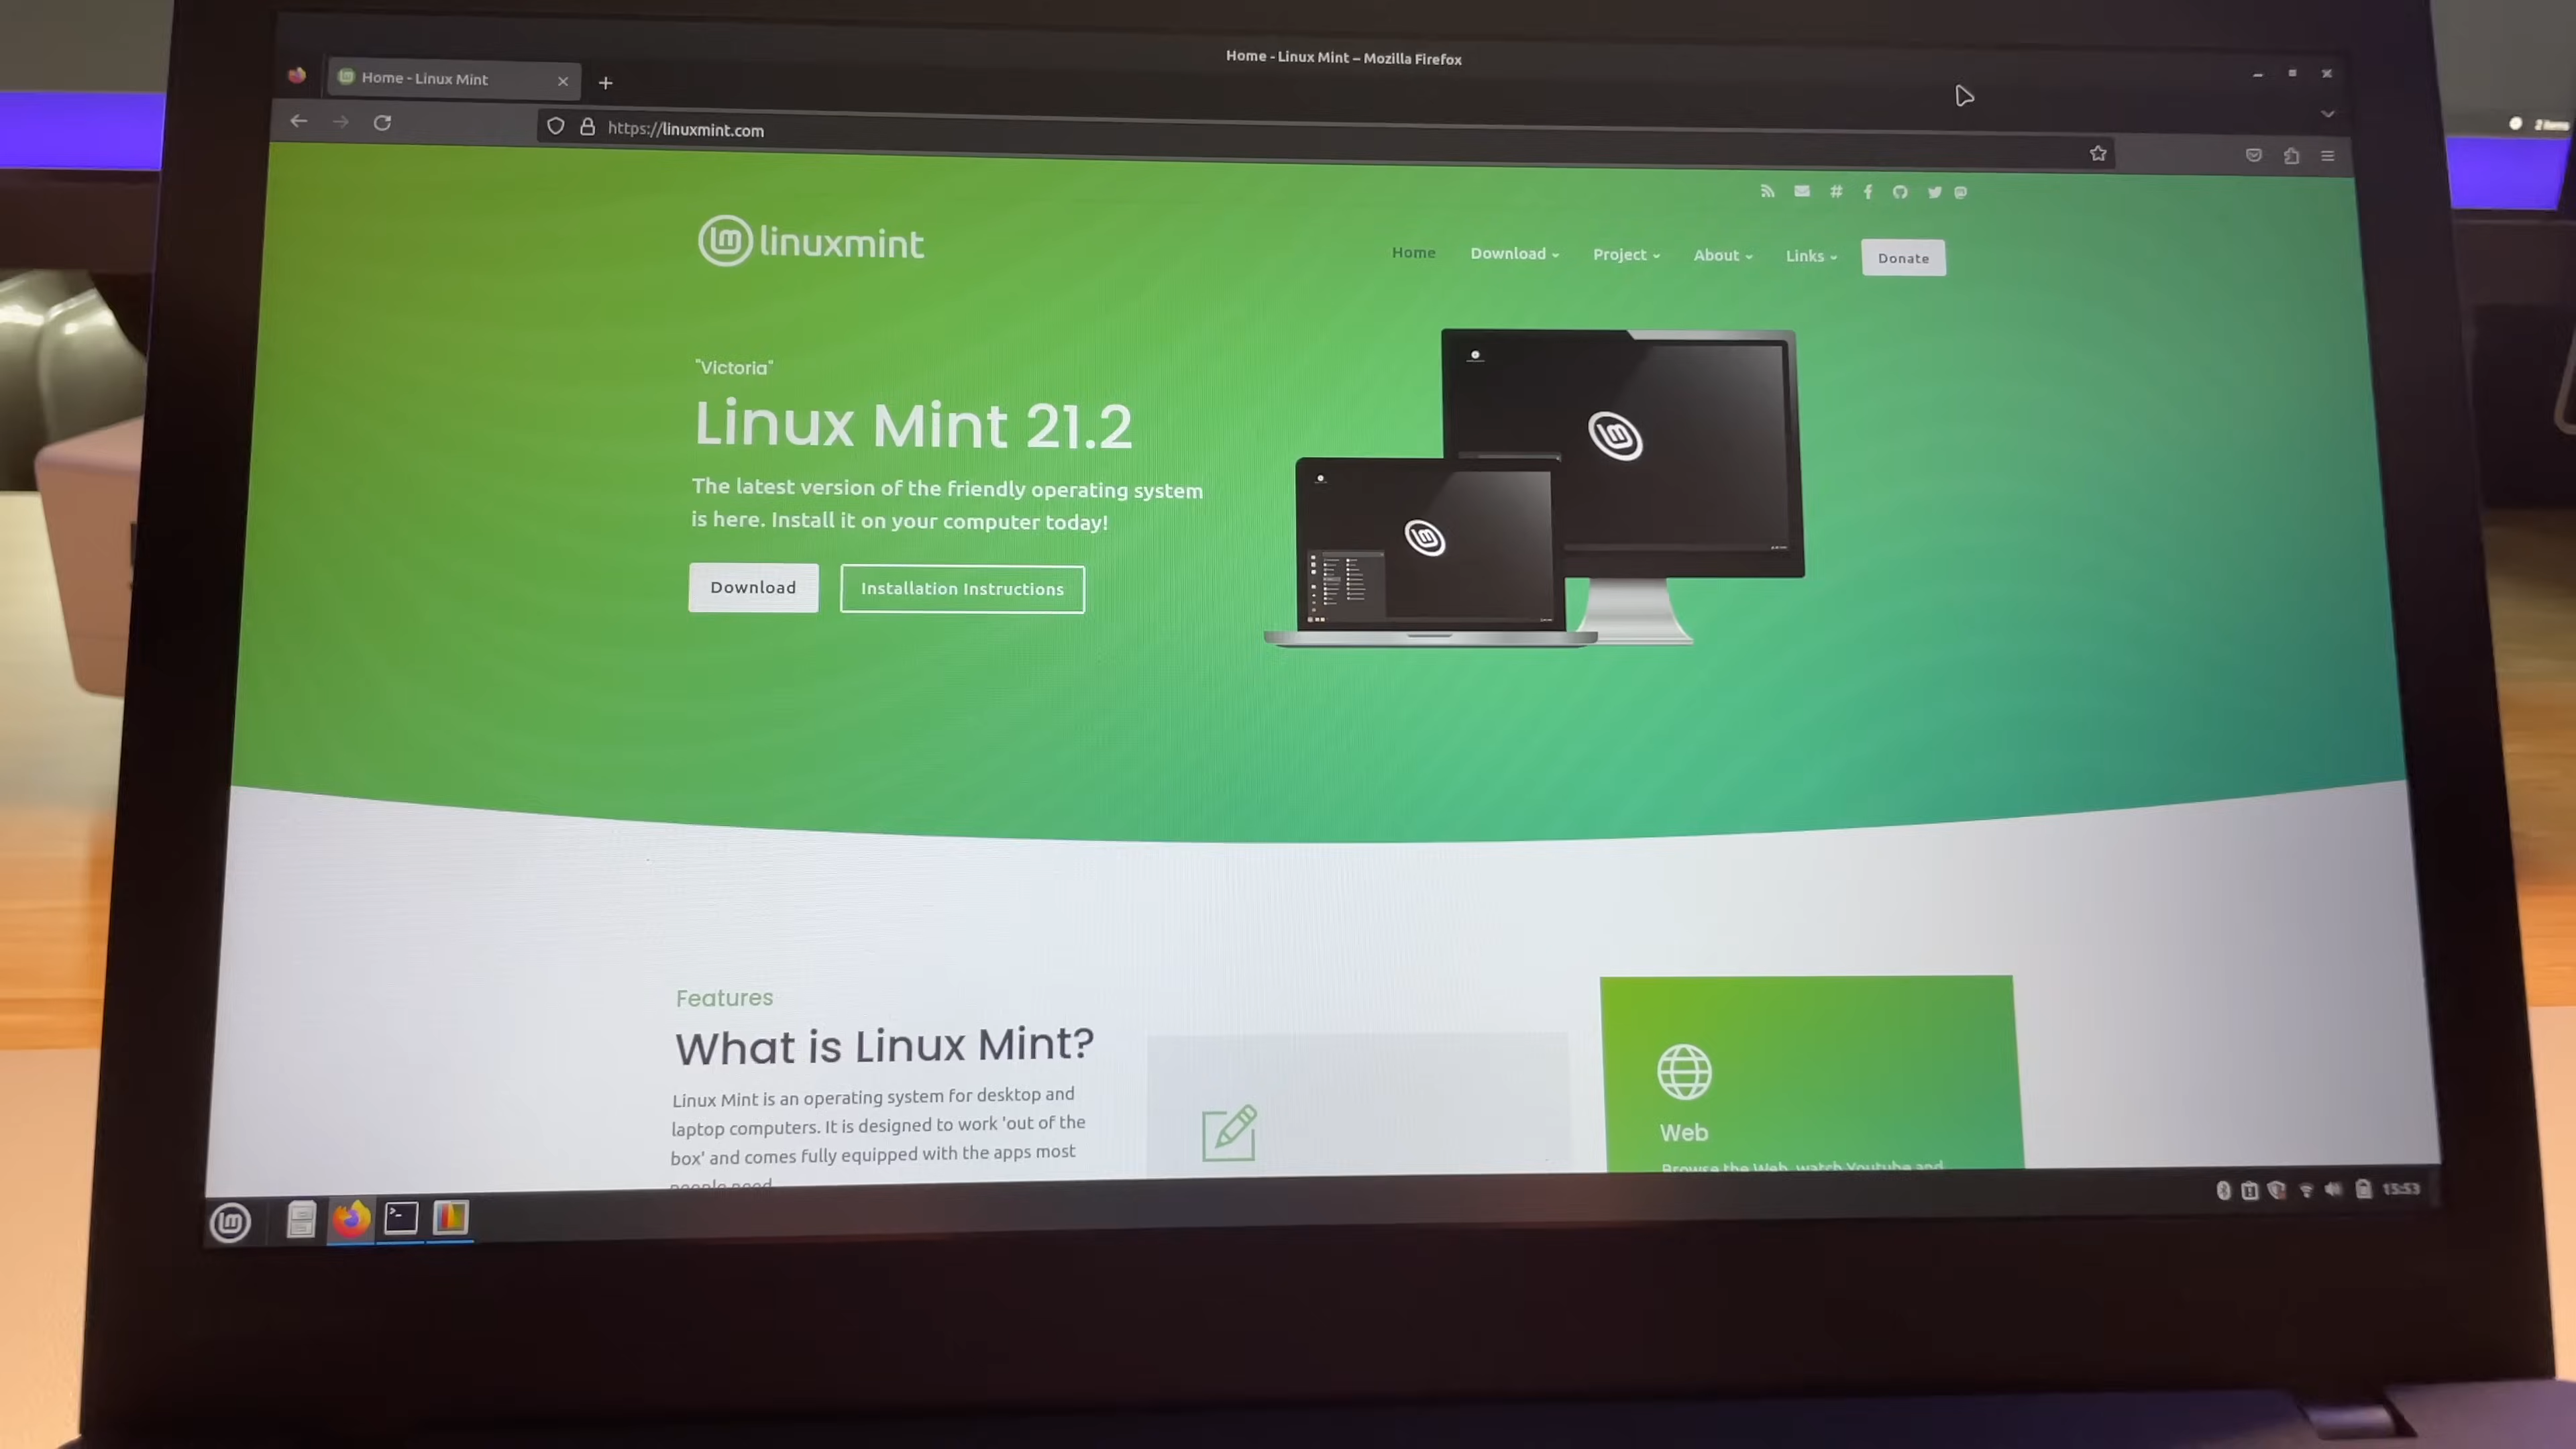 Home - Linux Mint – Mozilla Firefox
Home - Linux Mint
https://linuxmint.com
2 items
linuxmint
Home Download Project About Links Donate
"Victoria"
Linux Mint 21.2
The latest version of the friendly operating system
is here. Install it on your computer today!
Download Installation Instructions
Features
What is Linux Mint?
Linux Mint is an operating system for desktop and
laptop computers. It is designed to work 'out of the
box' and comes fully equipped with the apps most
people need.
Web
Browse the Web, watch Youtube and
15:53